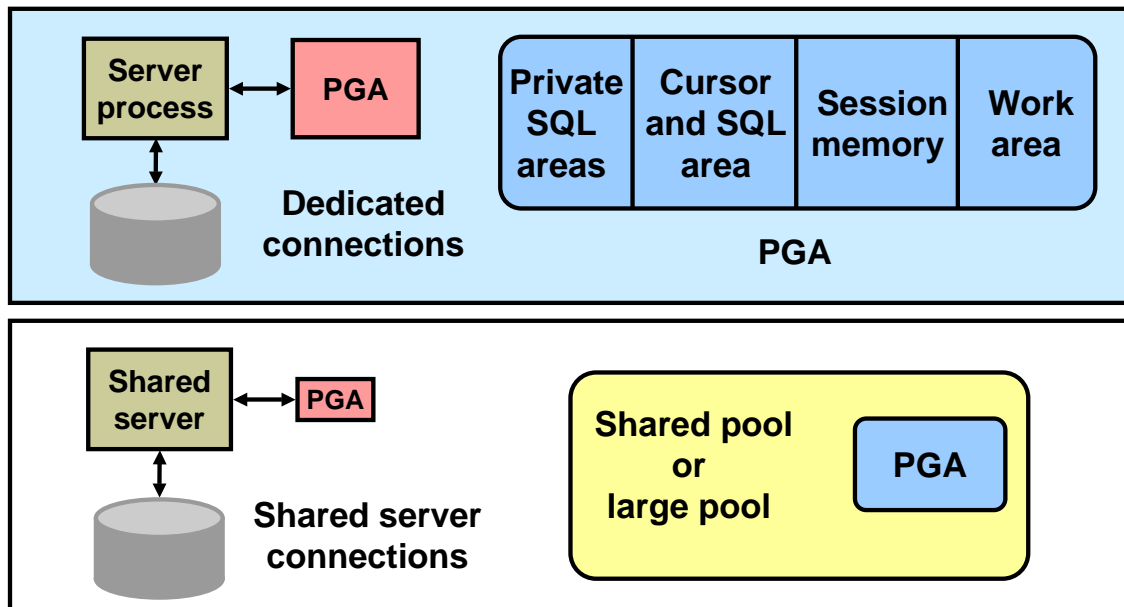 Server
process
PGA
Private
SQL
areas
Cursor
and SQL
area
Session
memory
Work
area
Dedicated
connections
PGA
Shared
server
PGA
Shared server
connections
Shared pool
or
large pool
PGA